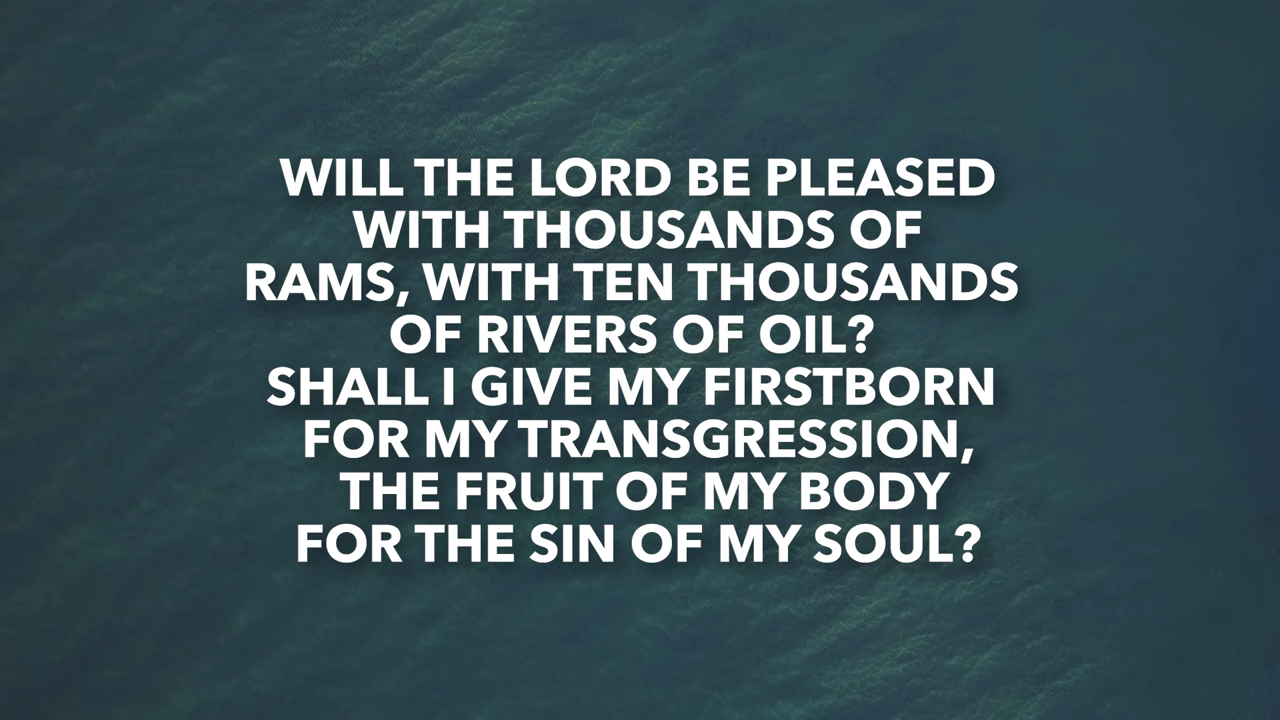 WILL THE LORD BE PLEASED
WITH THOUSANDS OF
RAMS, WITH TEN THOUSANDS
OF RIVERS OF OIL?
SHALL I GIVE MY FIRSTBORN
FOR MY TRANSGRESSION,
THE FRUIT OF MY BODY
FOR THE SIN OF MY SOUL?